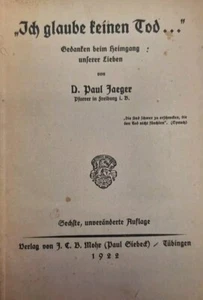 „Ich glaube keinen Tod...“
Gedanken beim Heimgang
unserer Lieben
von
D. Paul Jaeger
Pfarrer in Freiburg i. B.
Sechste, unveränderte Auflage
Verlag von J. C. B. Mohr (Paul Siebeck) / Tübingen
1922